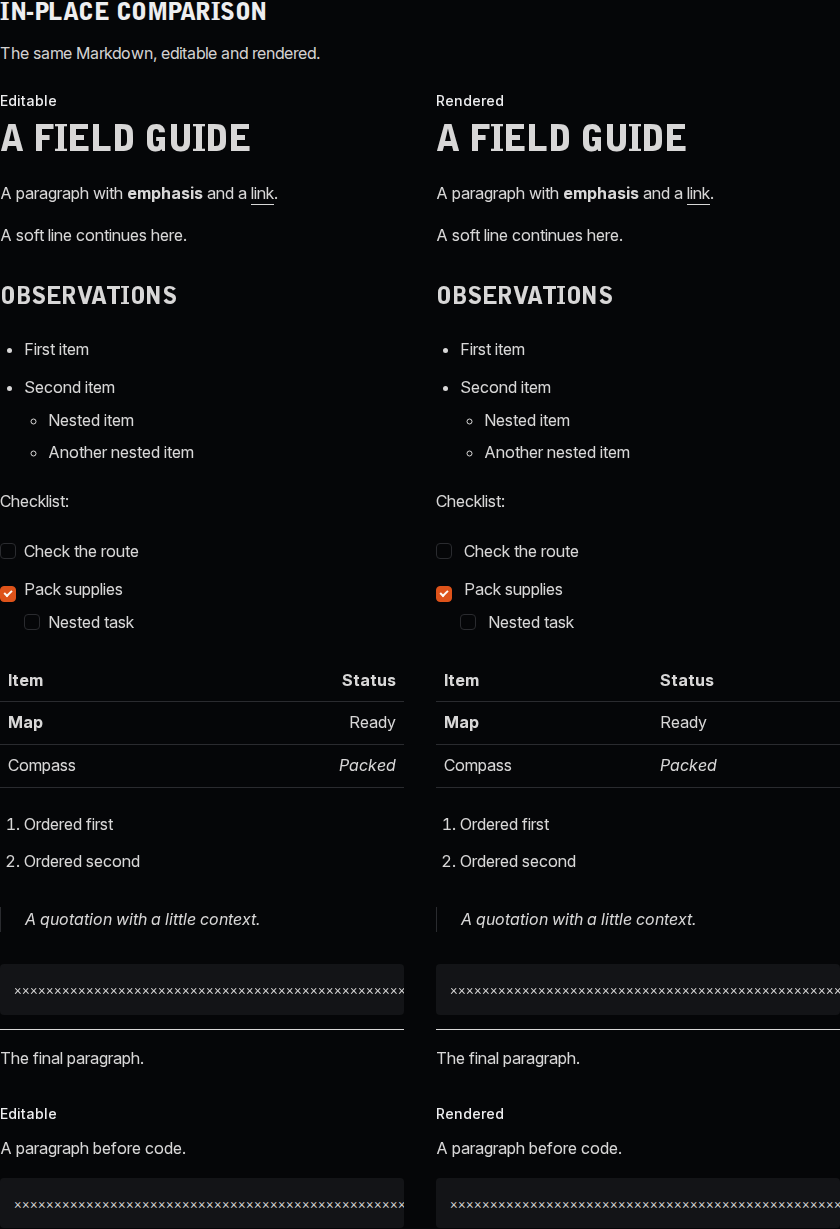 IN-PLACE COMPARISON
The same Markdown, editable and rendered.
Editable
A FIELD GUIDE
A paragraph with emphasis and a link.
A soft line continues here.
OBSERVATIONS
First item
Second item
Nested item
Another nested item
Checklist:
Check the route
Pack supplies
Nested task
Item Status
Map Ready
Compass Packed
1. Ordered first
2. Ordered second
A quotation with a little context.
xxxxxxxxxxxxxxxxxxxxxxxxxxxxxxxxxxxxxxxxxxxxxxxxx
The final paragraph.
Rendered
A FIELD GUIDE
A paragraph with emphasis and a link.
A soft line continues here.
OBSERVATIONS
First item
Second item
Nested item
Another nested item
Checklist:
Check the route
Pack supplies
Nested task
Item Status
Map Ready
Compass Packed
1. Ordered first
2. Ordered second
A quotation with a little context.
xxxxxxxxxxxxxxxxxxxxxxxxxxxxxxxxxxxxxxxxxxxxxxxxx
The final paragraph.
Editable
A paragraph before code.
xxxxxxxxxxxxxxxxxxxxxxxxxxxxxxxxxxxxxxxxxxxxxxxxx
Rendered
A paragraph before code.
xxxxxxxxxxxxxxxxxxxxxxxxxxxxxxxxxxxxxxxxxxxxxxxxx